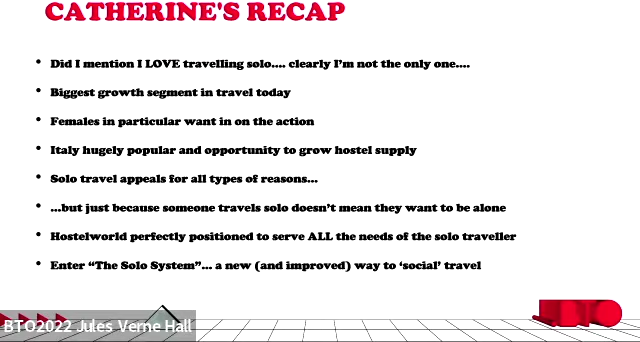 CATHERINE'S RECAP
• Did I mention I LOVE travelling solo.... clearly I'm not the only one....
• Biggest growth segment in travel today
• Females in particular want in on the action
• Italy hugely popular and opportunity to grow hostel supply
• Solo travel appeals for all types of reasons...
• ...but just because someone travels solo doesn't mean they want to be alone
• Hostelworld perfectly positioned to serve ALL the needs of the solo traveller
• Enter “The Solo System”... a new (and improved) way to ‘social’ travel
BTO2022 Jules Verne Hall
BTO